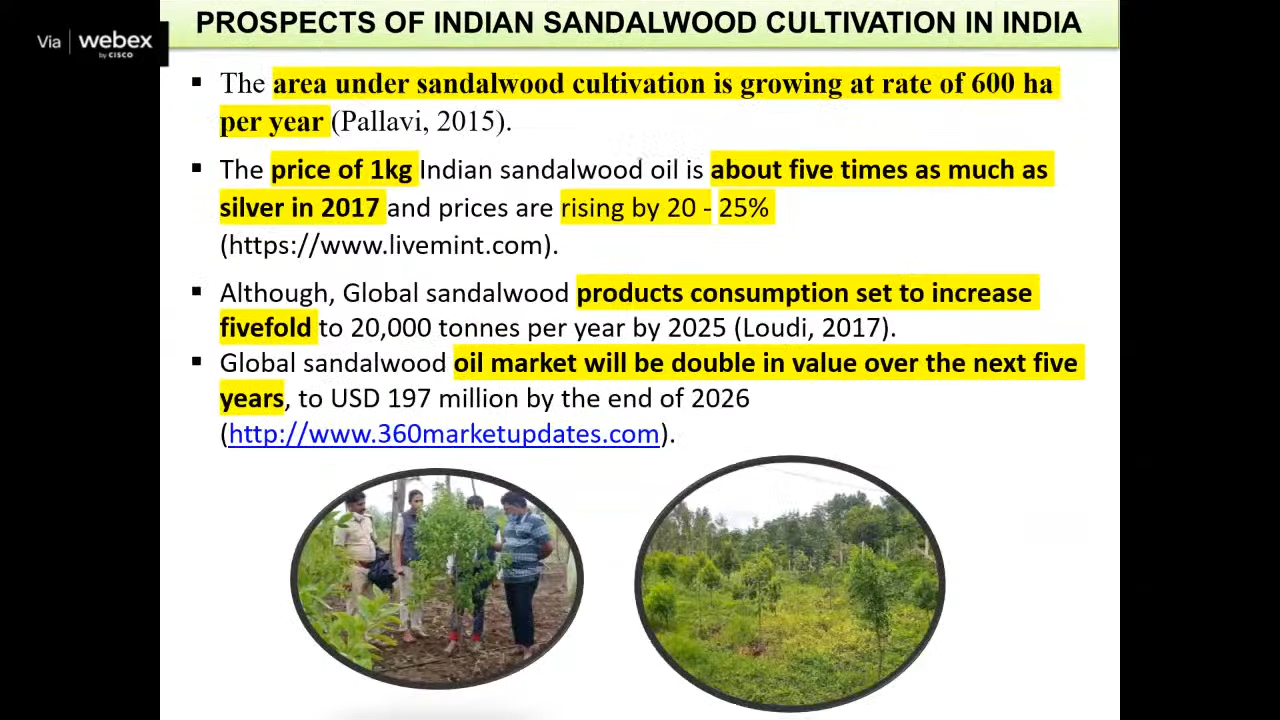 PROSPECTS OF INDIAN SANDALWOOD CULTIVATION IN INDIA
Via webex
by CISCO
▪ The area under sandalwood cultivation is growing at rate of 600 ha
per year (Pallavi, 2015).
▪ The price of 1kg Indian sandalwood oil is about five times as much as
silver in 2017 and prices are rising by 20 - 25%
(https://www.livemint.com).
▪ Although, Global sandalwood products consumption set to increase
fivefold to 20,000 tonnes per year by 2025 (Loudi, 2017).
▪ Global sandalwood oil market will be double in value over the next five
years, to USD 197 million by the end of 2026
(http://www.360marketupdates.com).